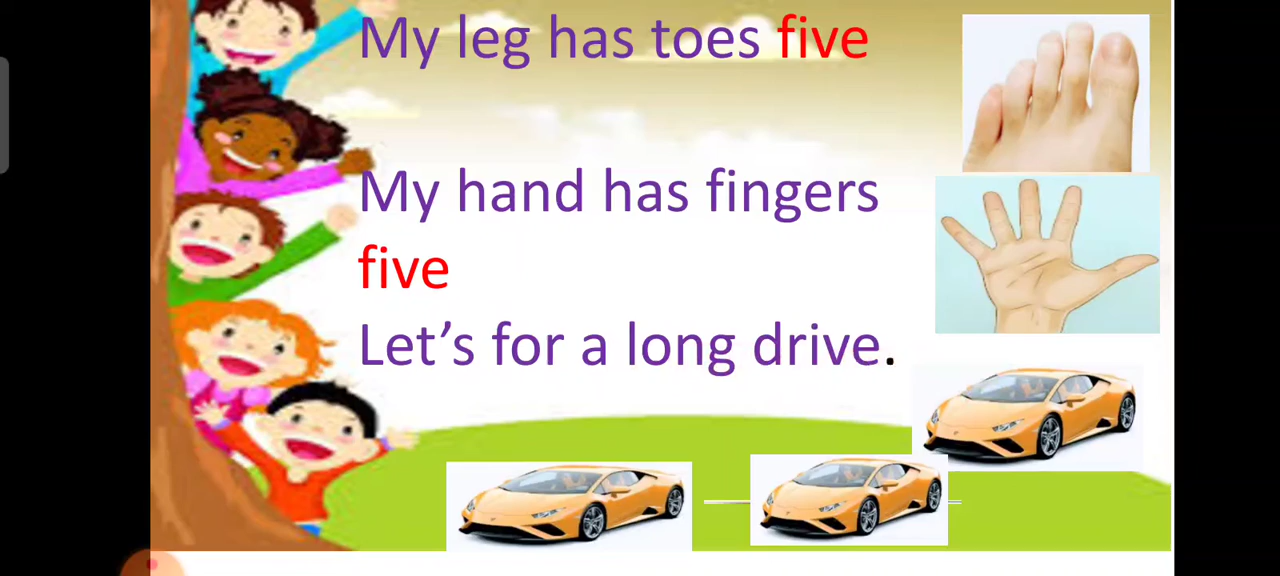 My leg has toes five
My hand has fingers
five
Let’s for a long drive.